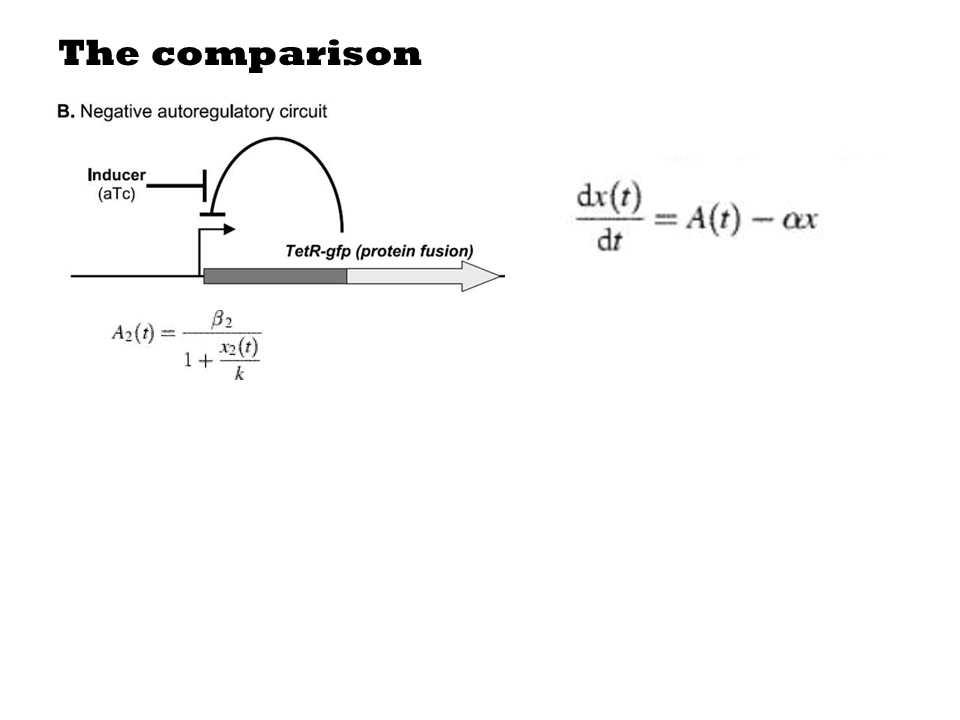 The comparison
B. Negative autoregulatory circuit
Inducer
(aTc)
TetR-gfp (protein fusion)
dx(t)/dt = A(t) − αx
A₂(t) = β₂ / (1 + x₂(t)/k)